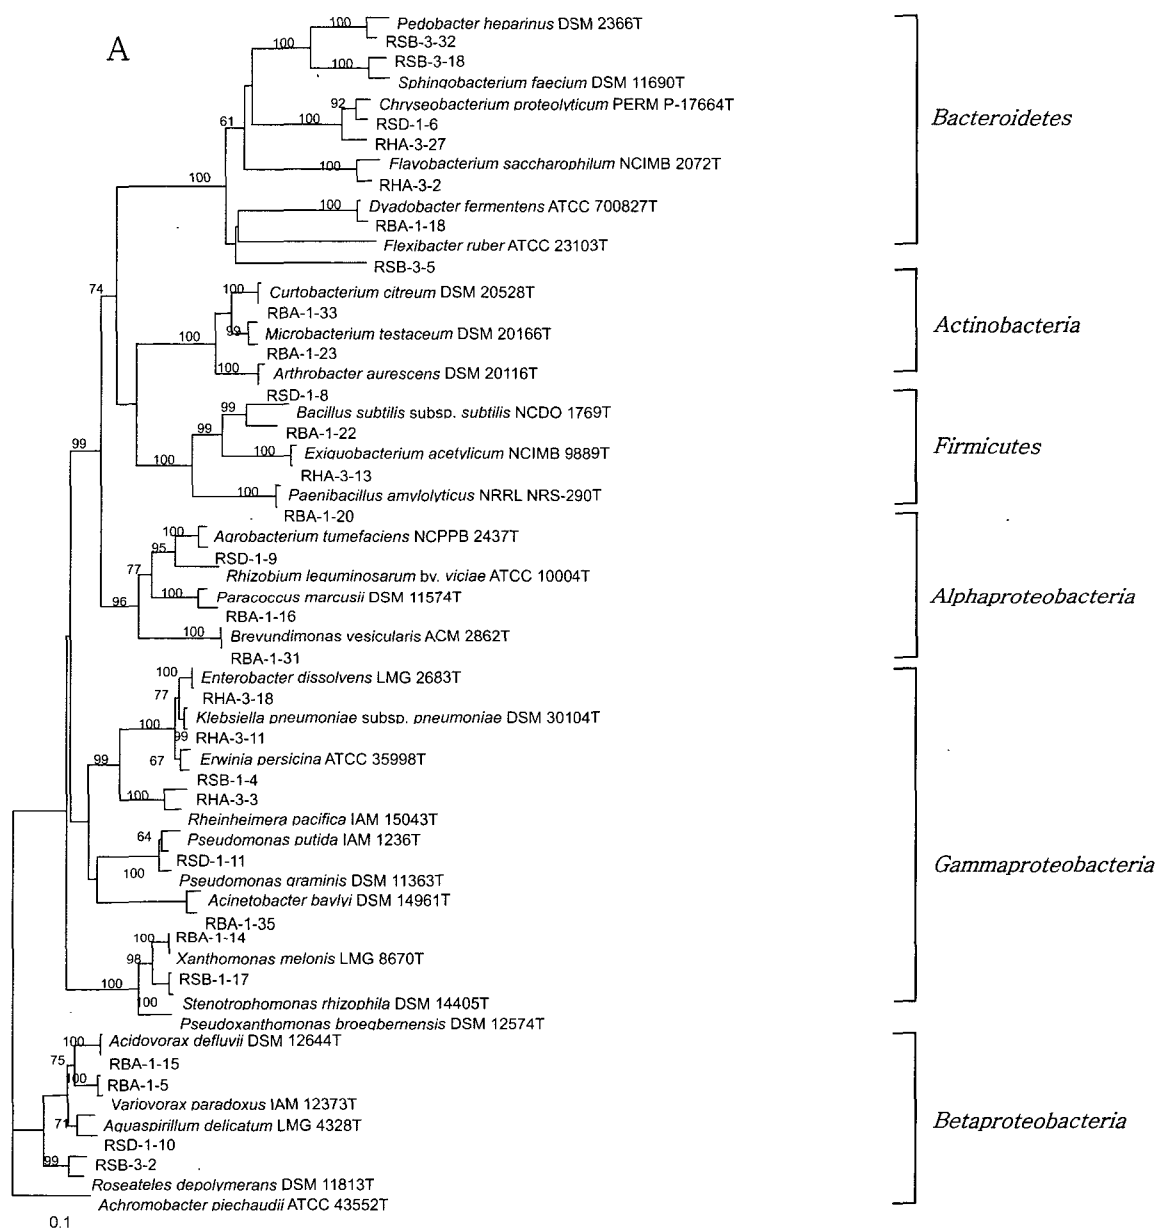 A
100 Pedobacter heparinus DSM 2366T
RSB-3-32
100
RSB-3-18
100
Sphingobacterium faecium DSM 11690T
92 Chryseobacterium proteolyticum PERM P-17664T
Bacteroidetes
61 100 RSD-1-6
RHA-3-27
100 Flavobacterium saccharophilum NCIMB 2072T
100 RHA-3-2
100 Dyadobacter fermentens ATCC 700827T
RBA-1-18
Flexibacter ruber ATCC 23103T
RSB-3-5
74 100 Curtobacterium citreum DSM 20528T
RBA-1-33
Actinobacteria
100 99 Microbacterium testaceum DSM 20166T
RBA-1-23
100 Arthrobacter aurescens DSM 20116T
RSD-1-8
99 Bacillus subtilis subsp. subtilis NCDO 1769T
99 RBA-1-22
99 Firmicutes
100 100 Exiguobacterium acetylicum NCIMB 9889T
RHA-3-13
100 Paenibacillus amylolyticus NRRL NRS-290T
RBA-1-20
100 Agrobacterium tumefaciens NCPPB 2437T
95 RSD-1-9
77 Rhizobium leguminosarum bv. viciae ATCC 10004T
96 100 Paracoccus marcusii DSM 11574T
Alphaproteobacteria
RBA-1-16
100 Brevundimonas vesicularis ACM 2862T
RBA-1-31
100 Enterobacter dissolvens LMG 2683T
77 RHA-3-18
100 Klebsiella pneumoniae subsp. pneumoniae DSM 30104T
99 RHA-3-11
99 67 Erwinia persicina ATCC 35998T
RSB-1-4
100 RHA-3-3
Rheinheimera pacifica IAM 15043T
64 Pseudomonas putida IAM 1236T
RSD-1-11
Gammaproteobacteria
100 Pseudomonas graminis DSM 11363T
Acinetobacter baylyi DSM 14961T
RBA-1-35
100 RBA-1-14
98 Xanthomonas melonis LMG 8670T
100 RSB-1-17
100 Stenotrophomonas rhizophila DSM 14405T
Pseudoxanthomonas broegbernensis DSM 12574T
100 Acidovorax defluvii DSM 12644T
75 RBA-1-15
100 RBA-1-5
Variovorax paradoxus IAM 12373T
71 Aquaspirillum delicatum LMG 4328T
Betaproteobacteria
RSD-1-10
99 RSB-3-2
Roseateles depolymerans DSM 11813T
Achromobacter piechaudii ATCC 43552T
0.1